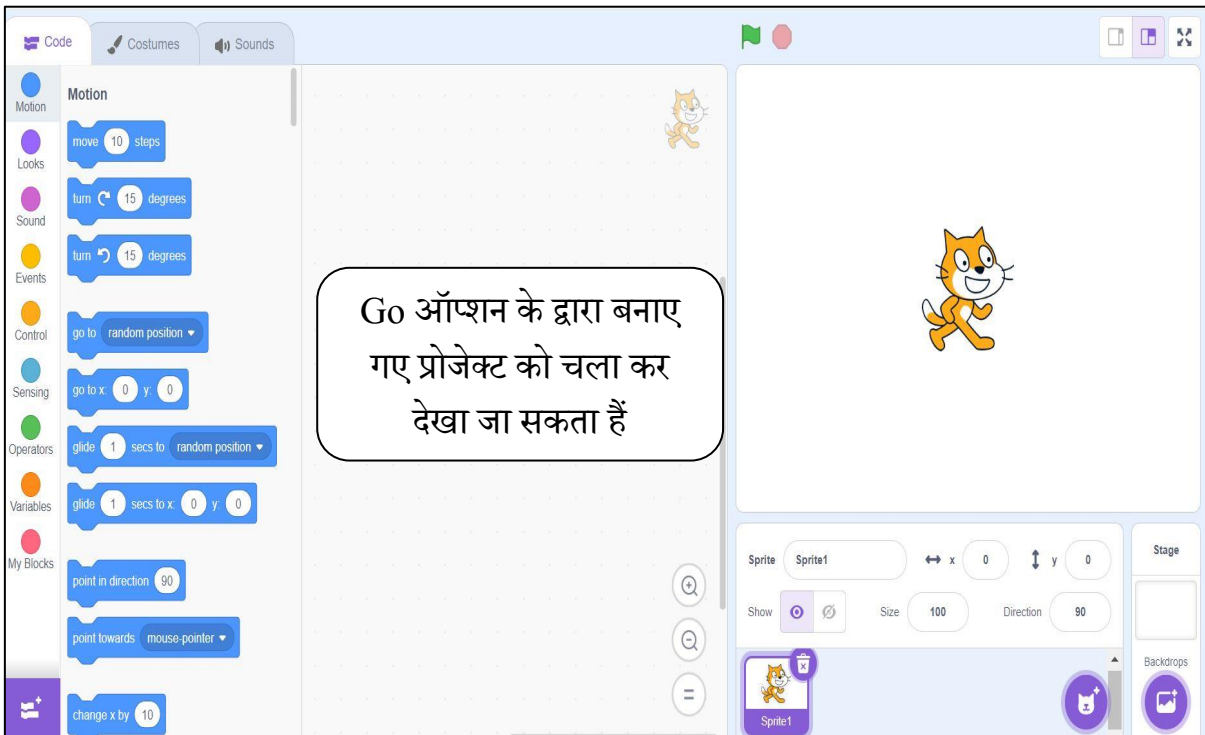 Code Costumes Sounds
Motion
Looks
Sound
Events
Control
Sensing
Operators
Variables
My Blocks
Motion
move 10 steps
turn 15 degrees
turn 15 degrees
go to random position
go to x: 0 y: 0
glide 1 secs to random position
glide 1 secs to x: 0 y: 0
point in direction 90
point towards mouse-pointer
change x by 10
Go ऑप्शन के द्वारा बनाए
गए प्रोजेक्ट को चला कर
देखा जा सकता हैं
Sprite Sprite1 x 0 y 0
Show Size 100 Direction 90
Sprite1
Stage
Backdrops